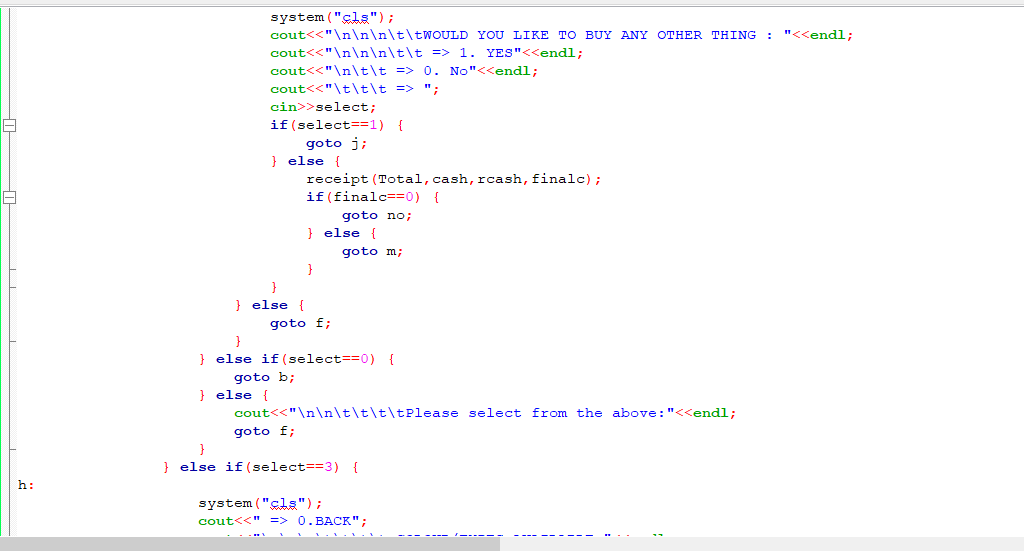 system("cls");
cout<<"\n\n\n\t\tWOULD YOU LIKE TO BUY ANY OTHER THING : "<<endl;
cout<<"\n\n\n\t\t => 1. YES"<<endl;
cout<<"\n\t\t => 0. No"<<endl;
cout<<"\t\t\t => ";
cin>>select;
if(select==1) {
goto j;
} else {
receipt(Total,cash,rcash,finalc);
if(finalc==0) {
goto no;
} else {
goto m;
}
}
} else {
goto f;
}
} else if(select==0) {
goto b;
} else {
cout<<"\n\n\t\t\t\tPlease select from the above:"<<endl;
goto f;
}
} else if(select==3) {
h:
system("cls");
cout<<" => 0.BACK";